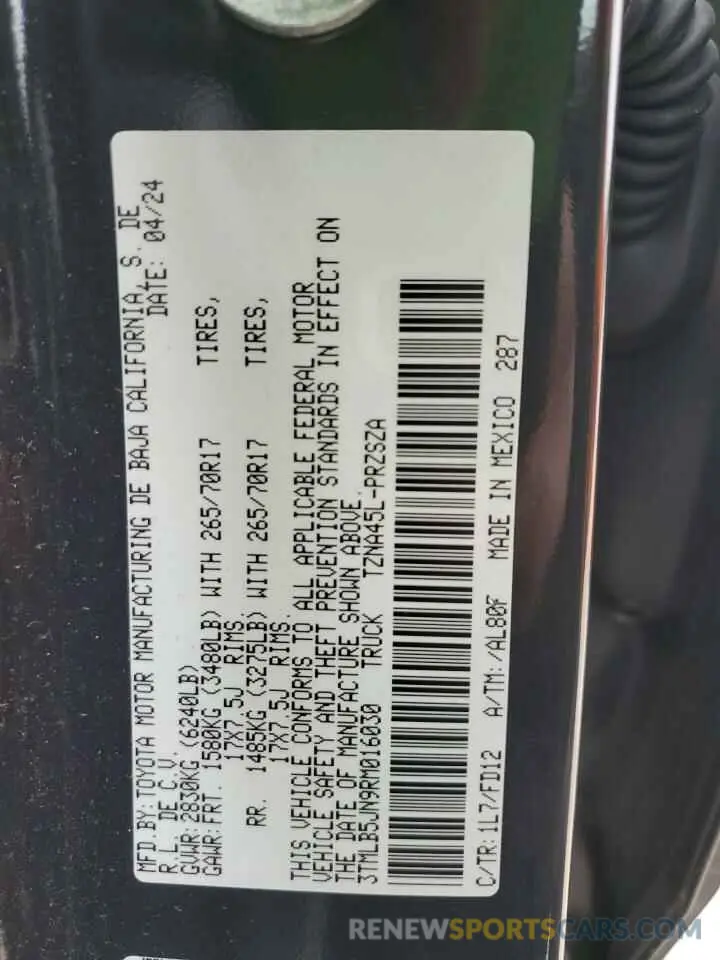 MFD.BY:TOYOTA MOTOR MANUFACTURING DE BAJA CALIFORNIA, S. DE
R.L. DE C.V. DATE: 04/24
GVWR:2830KG (6240LB)
GAWR:FRT. 1580KG (3480LB) WITH 265/70R17 TIRES,
17X7.5J RIMS
RR. 1485KG (3275LB) WITH 265/70R17 TIRES,
17X7.5J RIMS.
THIS VEHICLE CONFORMS TO ALL APPLICABLE FEDERAL MOTOR
VEHICLE SAFETY AND THEFT PREVENTION STANDARDS IN EFFECT ON
THE DATE OF MANUFACTURE SHOWN ABOVE.
3TMLB5JN9RM016030 TRUCK TZNA45L-PRZSZA
C/TR:1L7/FD12 A/TM:/AL80F MADE IN MEXICO 287
RENEWSPORTSCARS.COM